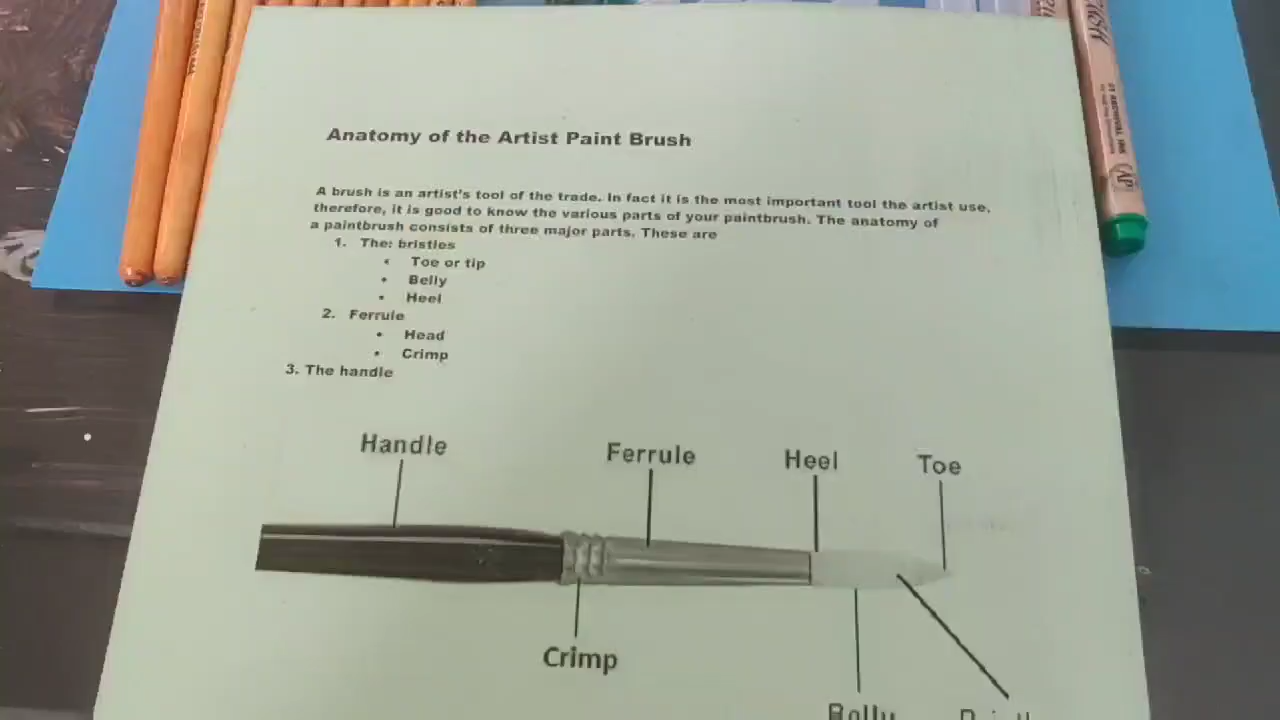 Anatomy of the Artist Paint Brush
A brush is an artist's tool of the trade. In fact it is the most important tool the artist use,
therefore, it is good to know the various parts of your paintbrush. The anatomy of
a paintbrush consists of three major parts. These are
1. The: bristles
• Toe or tip
• Belly
• Heel
2. Ferrule
• Head
• Crimp
3. The handle
Handle
Ferrule
Heel
Toe
Crimp
Belly
AP